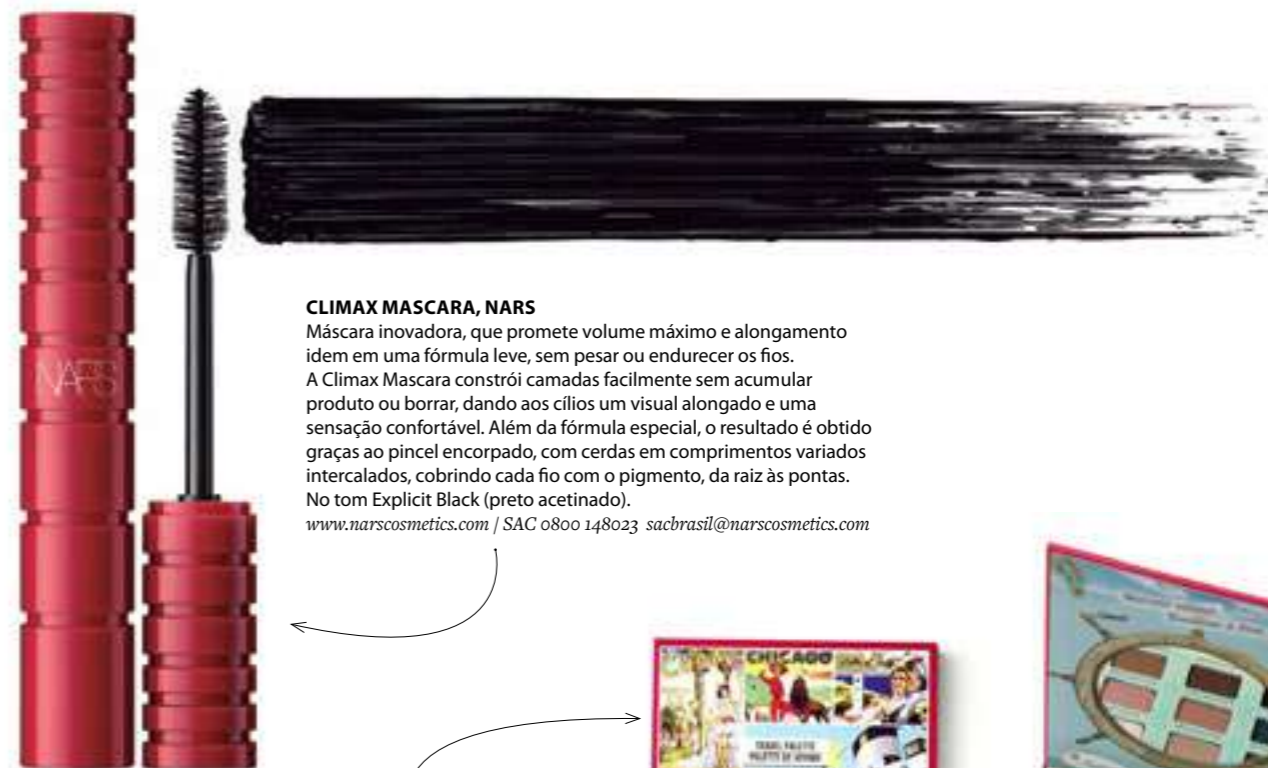 NARS
CLIMAX MASCARA, NARS
Máscara inovadora, que promete volume máximo e alongamento
idem em uma fórmula leve, sem pesar ou endurecer os fios.
A Climax Mascara constrói camadas facilmente sem acumular
produto ou borrar, dando aos cílios um visual alongado e uma
sensação confortável. Além da fórmula especial, o resultado é obtido
graças ao pincel encorpado, com cerdas em comprimentos variados
intercalados, cobrindo cada fio com o pigmento, da raiz às pontas.
No tom Explicit Black (preto acetinado).
www.narscosmetics.com | SAC 0800 148023 sacbrasil@narscosmetics.com
CHICAGO
TRAVEL PALETTE